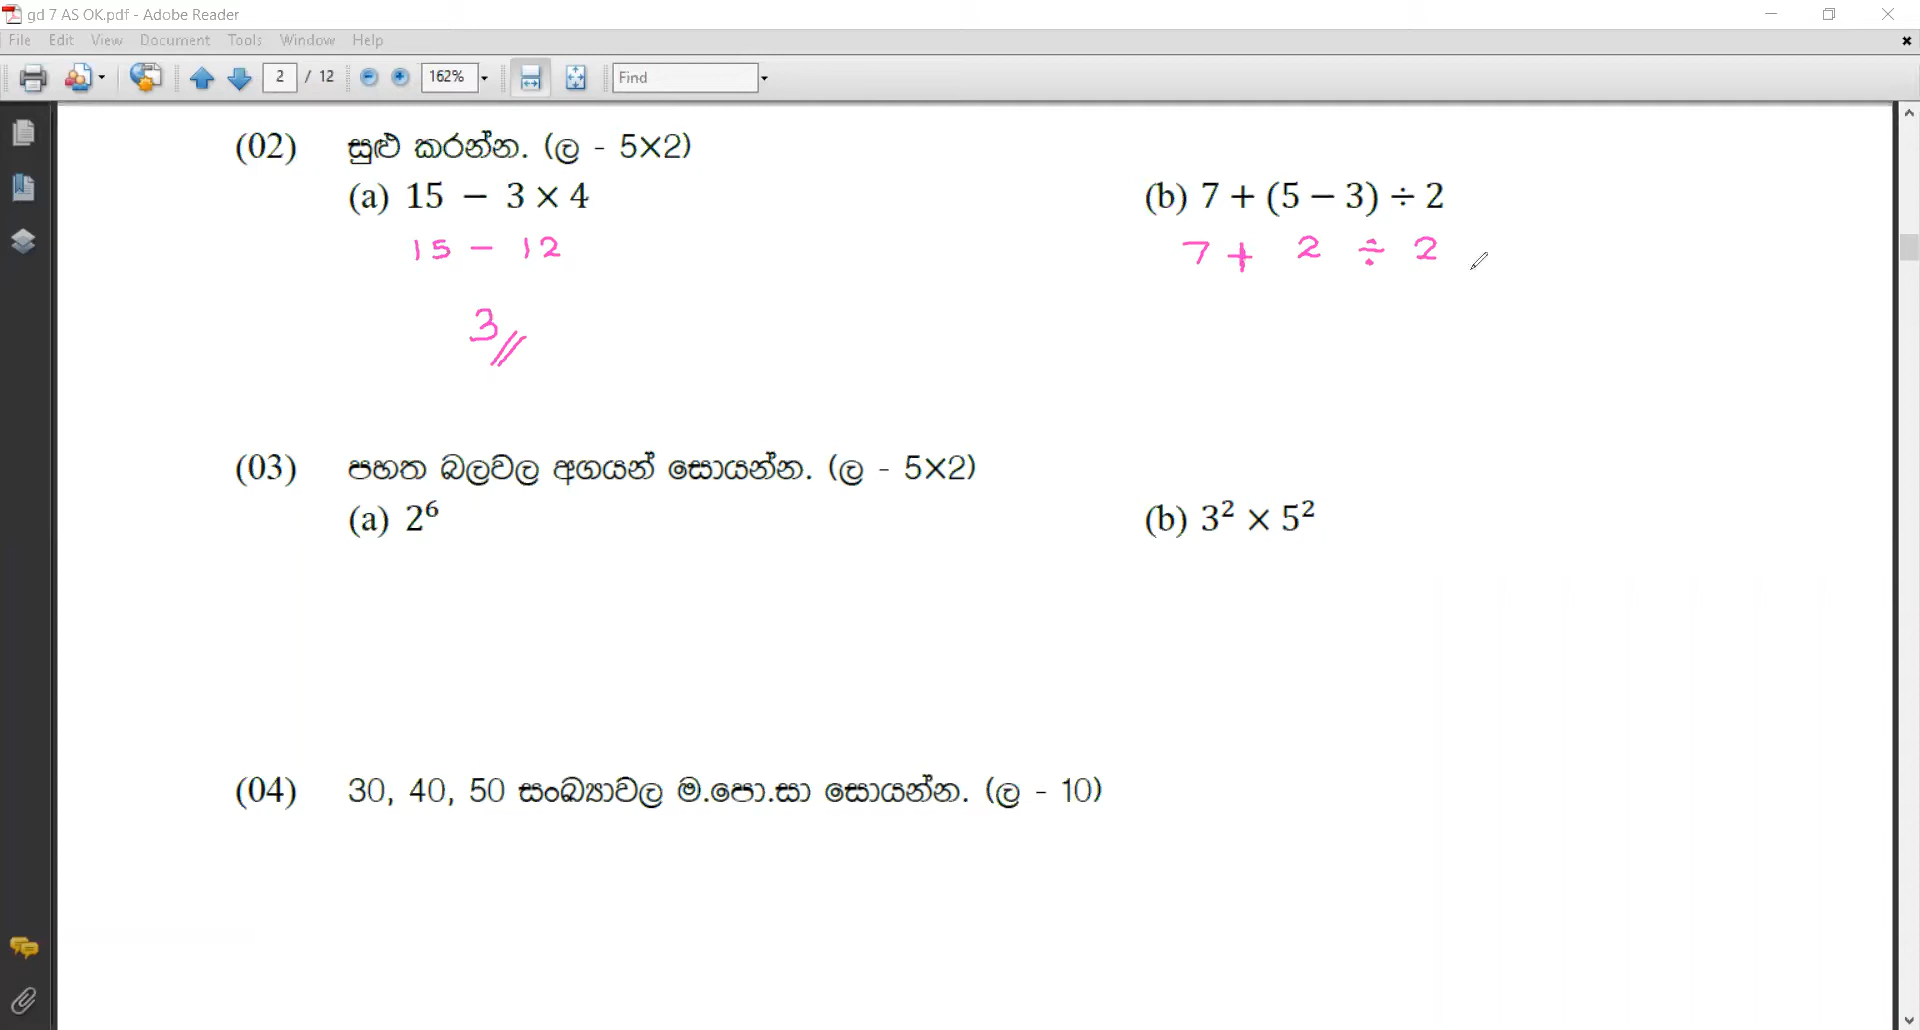 gd 7 AS OK.pdf - Adobe Reader
File Edit View Document Tools Window Help
2 / 12 162% Find
(02) සුළු කරන්න. (ල - 5×2)
(a) 15 − 3 × 4 (b) 7 + (5 − 3) ÷ 2
15 − 12 7 + 2 ÷ 2
3//
(03) පහත බලවල අගයන් සොයන්න. (ල - 5×2)
(a) 2⁶ (b) 3² × 5²
(04) 30, 40, 50 සංඛ්‍යාවල ම.පො.සා සොයන්න. (ල - 10)